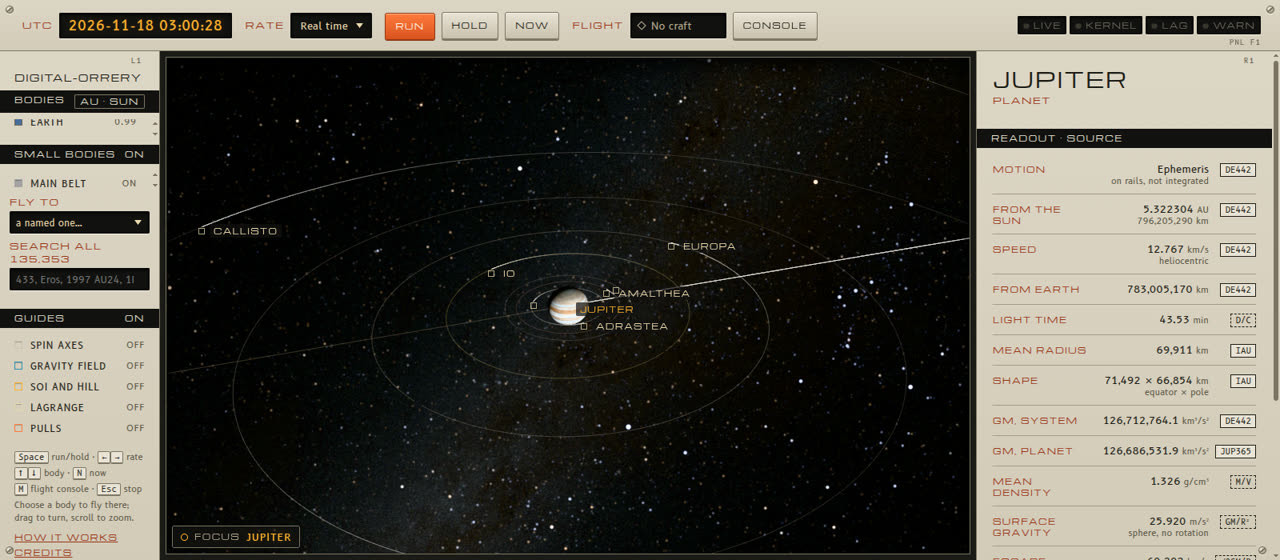 UTC 2026-11-18 03:00:28 RATE Real time RUN HOLD NOW FLIGHT No craft CONSOLE LIVE KERNEL LAG WARN
PNL F1
L1
DIGITAL-ORRERY
BODIES AU · SUN
EARTH 0.99
SMALL BODIES ON
MAIN BELT ON
FLY TO
a named one...
SEARCH ALL
135,353
433, Eros, 1997 AU24, 1I
GUIDES ON
SPIN AXES OFF
GRAVITY FIELD OFF
SOI AND HILL OFF
LAGRANGE OFF
PULLS OFF
Space run/hold · ← → rate
↑ ↓ body · N now
M flight console · Esc stop
Choose a body to fly there;
drag to turn, scroll to zoom.
HOW IT WORKS
CREDITS
CALLISTO
EUROPA
IO
AMALTHEA
JUPITER
ADRASTEA
FOCUS JUPITER
R1
JUPITER
PLANET
READOUT · SOURCE
MOTION Ephemeris DE442
on rails, not integrated
FROM THE SUN 5.322304 AU DE442
796,205,290 km
SPEED 12.767 km/s DE442
heliocentric
FROM EARTH 783,005,170 km DE442
LIGHT TIME 43.53 min D/C
MEAN RADIUS 69,911 km IAU
SHAPE 71,492 × 66,854 km IAU
equator × pole
GM, SYSTEM 126,712,764.1 km³/s² DE442
GM, PLANET 126,686,531.9 km³/s² JUP365
MEAN DENSITY 1.326 g/cm³ M/V
SURFACE GRAVITY 25.920 m/s² GM/R²
sphere, no rotation